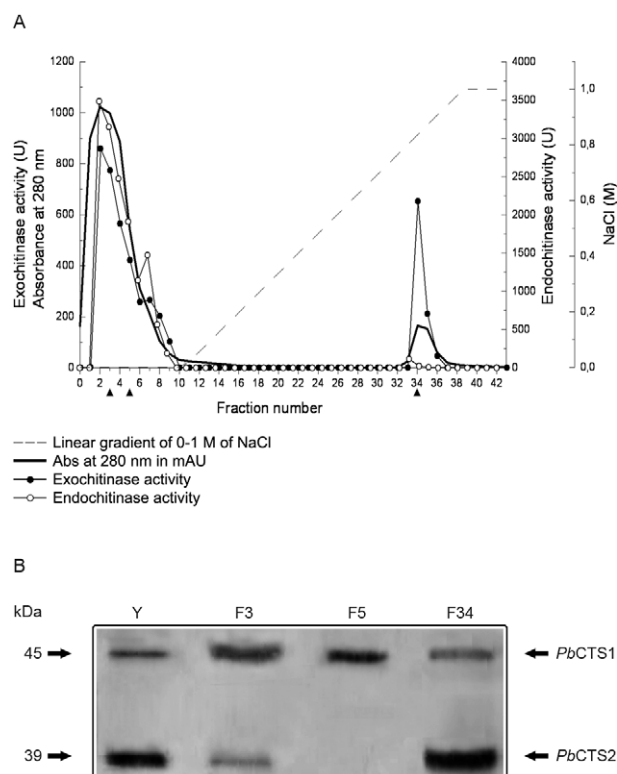 A
Exochitinase activity (U)
Absorbance at 280 nm
1200
1000
800
600
400
200
0
4000
3500
3000
2500
2000
1500
1000
500
0
Endochitinase activity (U)
1,0
0,8
0,6
0,4
0,2
0,0
NaCl (M)
0 2 4 6 8 10 12 14 16 18 20 22 24 26 28 30 32 34 36 38 40 42
Fraction number
Linear gradient of 0-1 M of NaCl
Abs at 280 nm in mAU
Exochitinase activity
Endochitinase activity
B
kDa Y F3 F5 F34
45 PbCTS1
39 PbCTS2